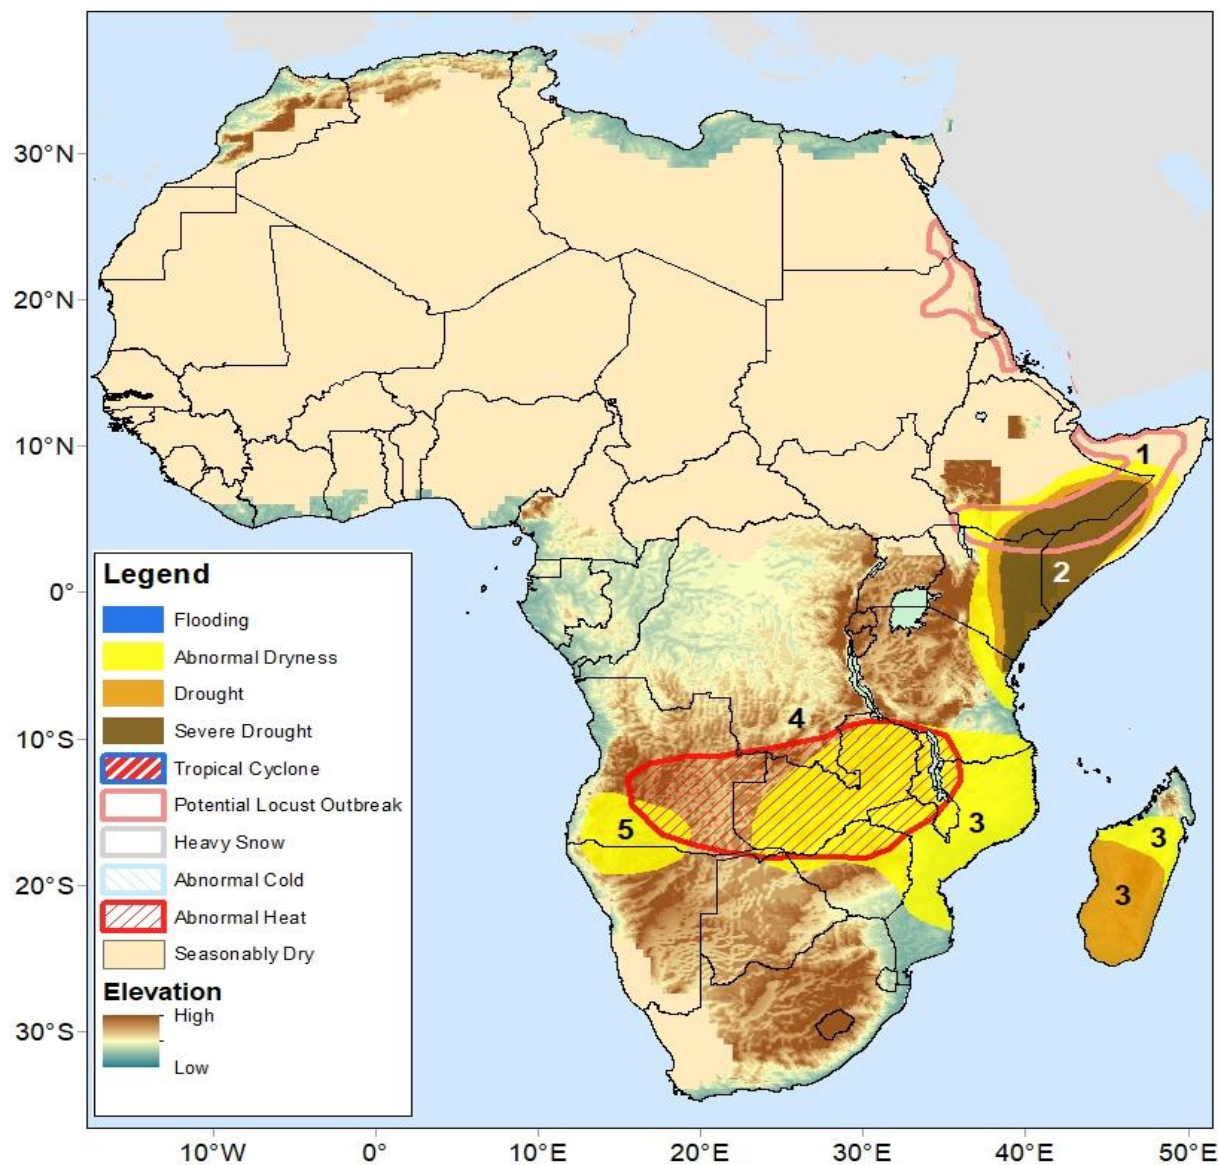 30°N
20°N
10°N
0°
10°S
20°S
30°S
1
2
4
3
5
3
3
Legend
Flooding
Abnormal Dryness
Drought
Severe Drought
Tropical Cyclone
Potential Locust Outbreak
Heavy Snow
Abnormal Cold
Abnormal Heat
Seasonably Dry
Elevation
High
Low
10°W 0° 10°E 20°E 30°E 40°E 50°E